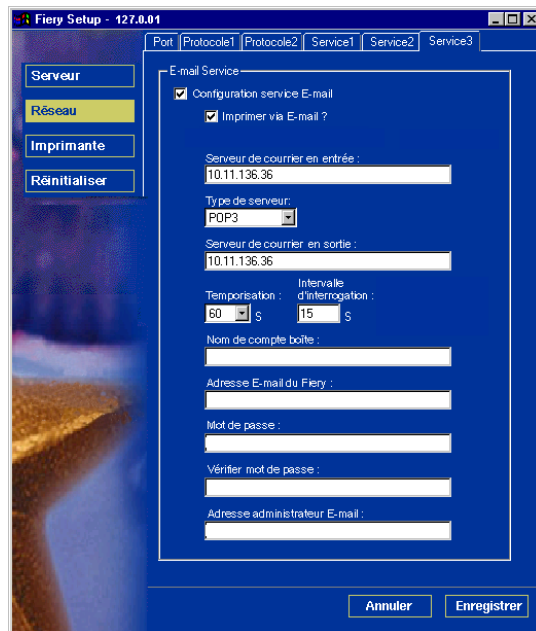 Fiery Setup - 127.0.01
Port Protocole1 Protocole2 Service1 Service2 Service3
Serveur
Réseau
Imprimante
Réinitialiser
E-mail Service
Configuration service E-mail
Imprimer via E-mail ?
Serveur de courrier en entrée :
10.11.136.36
Type de serveur:
POP3
Serveur de courrier en sortie :
10.11.136.36
Temporisation :
60 S
Intervalle
d'interrogation :
15 S
Nom de compte boîte :
Adresse E-mail du Fiery :
Mot de passe :
Vérifier mot de passe :
Adresse administrateur E-mail :
Annuler Enregistrer